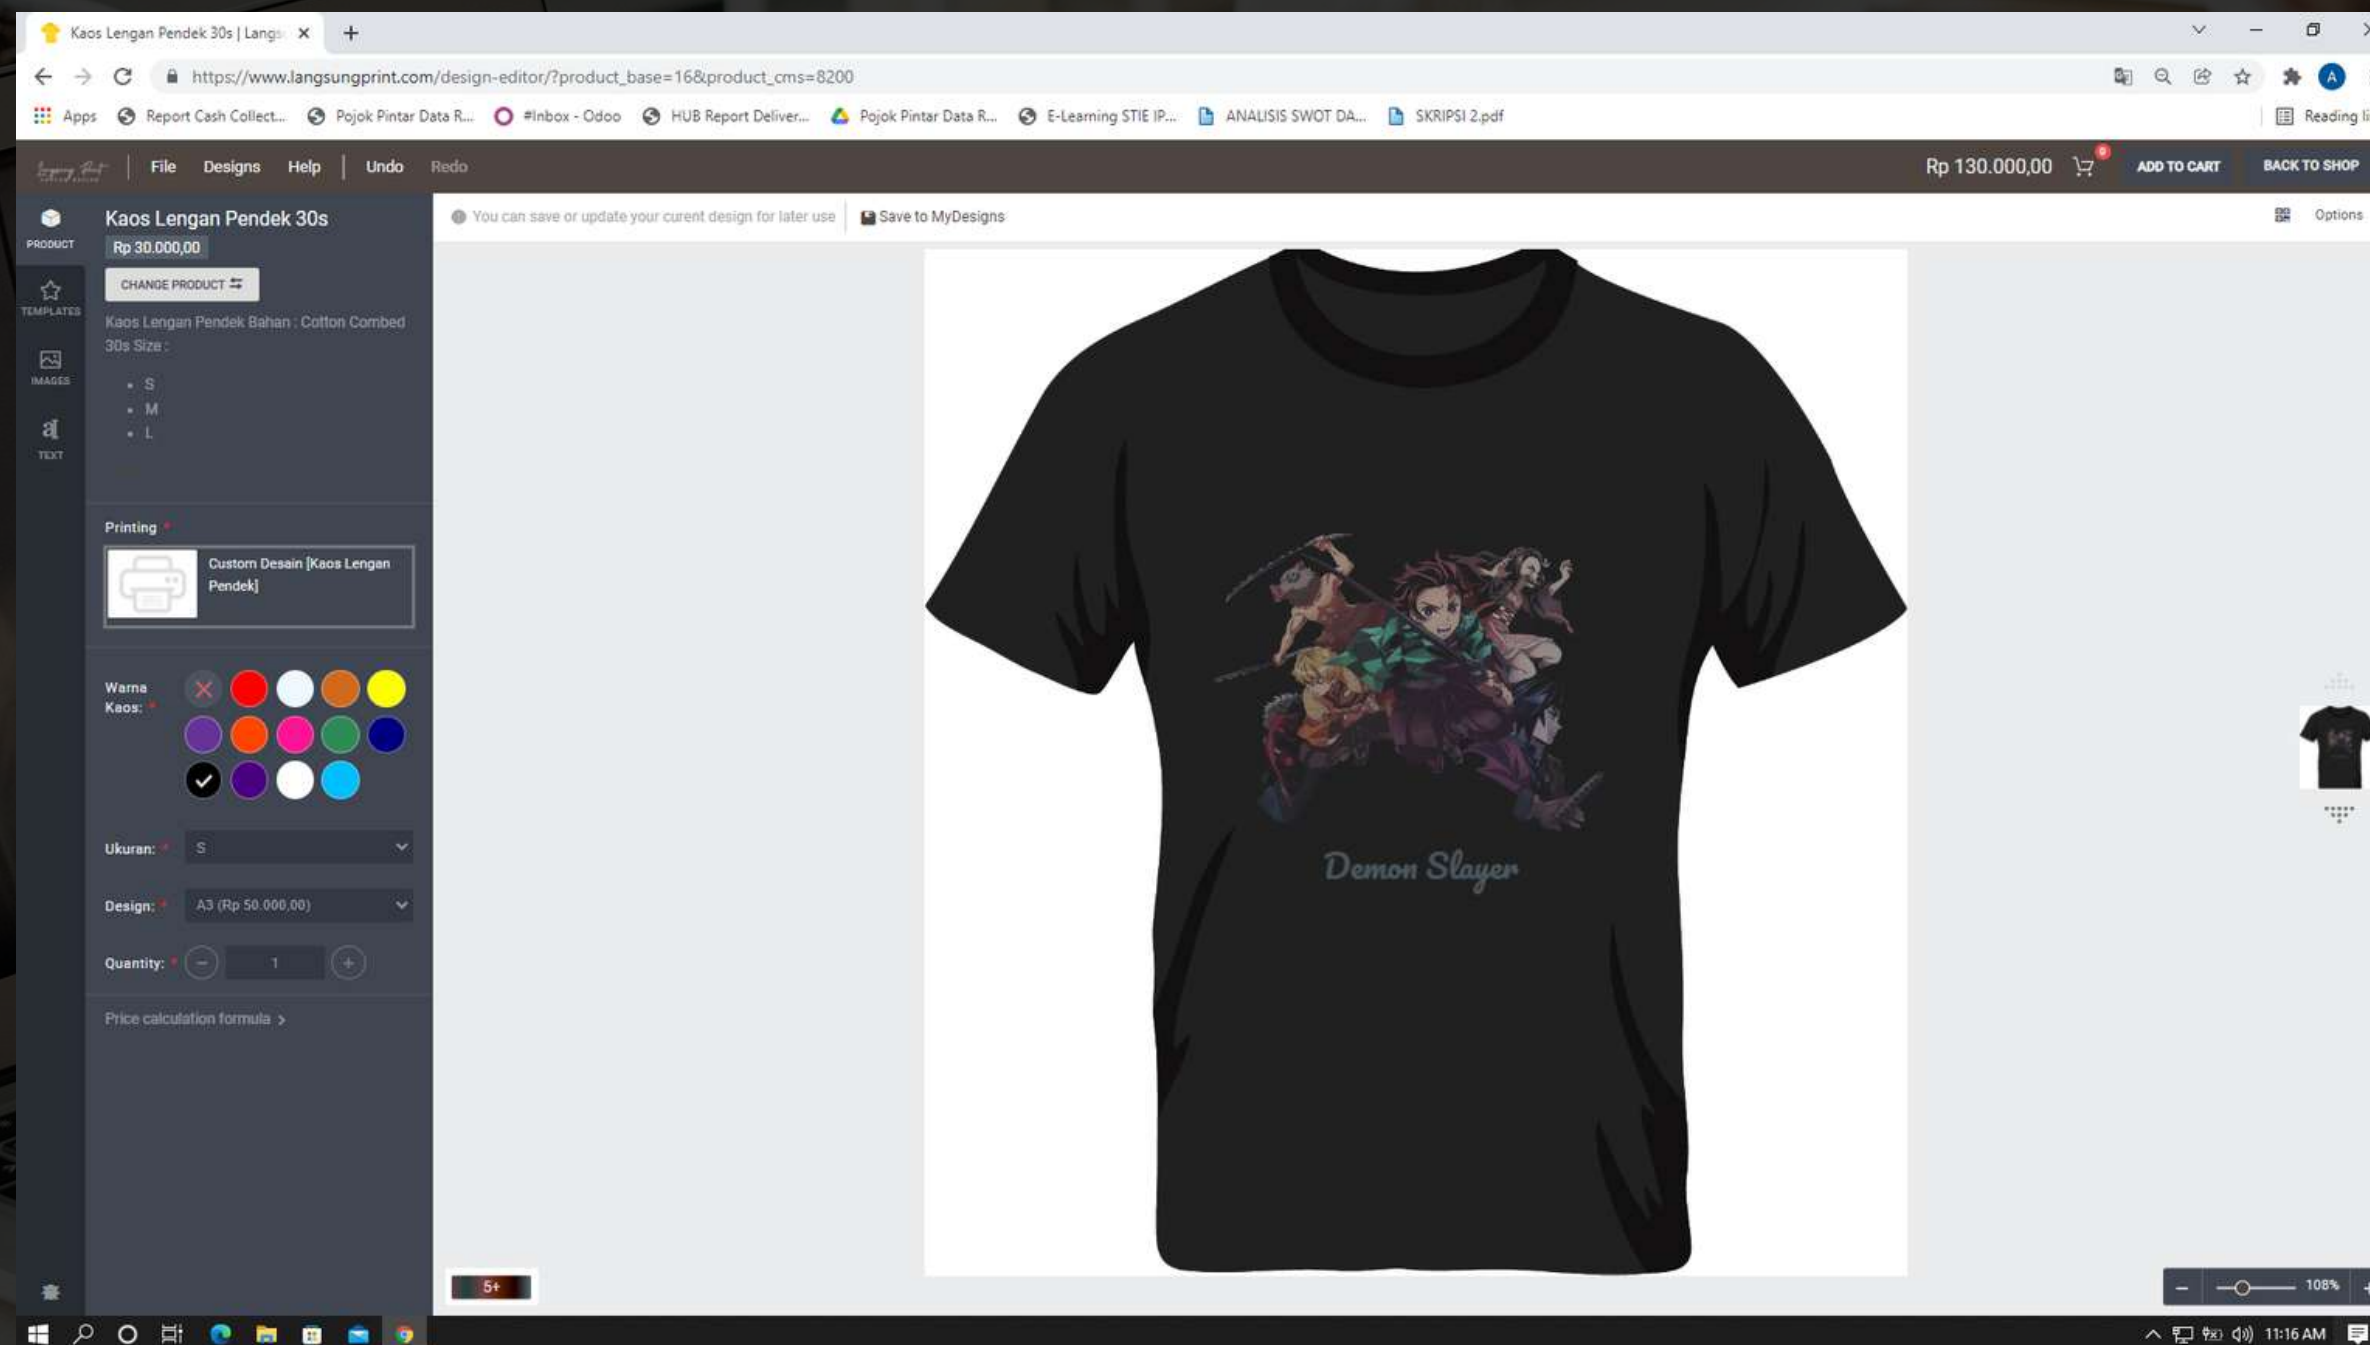 Kaos Lengan Pendek 30s | Langs
https://www.langsungprint.com/design-editor/?product_base=16&product_cms=8200
A
Apps Report Cash Collect... Pojok Pintar Data R... #Inbox - Odoo HUB Report Deliver... Pojok Pintar Data R... E-Learning STIE IP... ANALISIS SWOT DA... SKRIPSI 2.pdf Reading li
File Designs Help Undo Redo Rp 130.000,00 0 ADD TO CART BACK TO SHOP
You can save or update your curent design for later use Save to MyDesigns Options
PRODUCT
TEMPLATES
IMAGES
TEXT
Kaos Lengan Pendek 30s
Rp 30.000,00
CHANGE PRODUCT
Kaos Lengan Pendek Bahan : Cotton Combed
30s Size :
• S
• M
• L
Printing *
Custom Desain [Kaos Lengan
Pendek]
Warna
Kaos: *
Ukuran: * S
Design: * A3 (Rp 50.000,00)
Quantity: * - 1 +
Price calculation formula >
Demon Slayer
5+
108%
11:16 AM